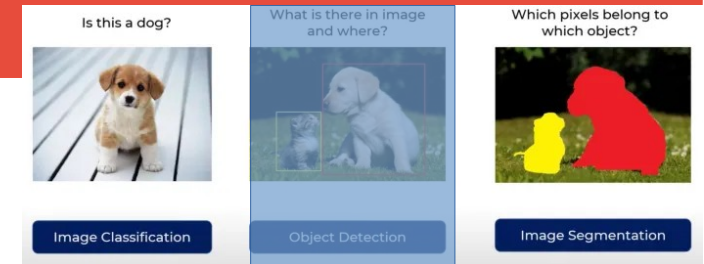 Is this a dog?
What is there in image
and where?
Which pixels belong to
which object?
Image Classification
Object Detection
Image Segmentation